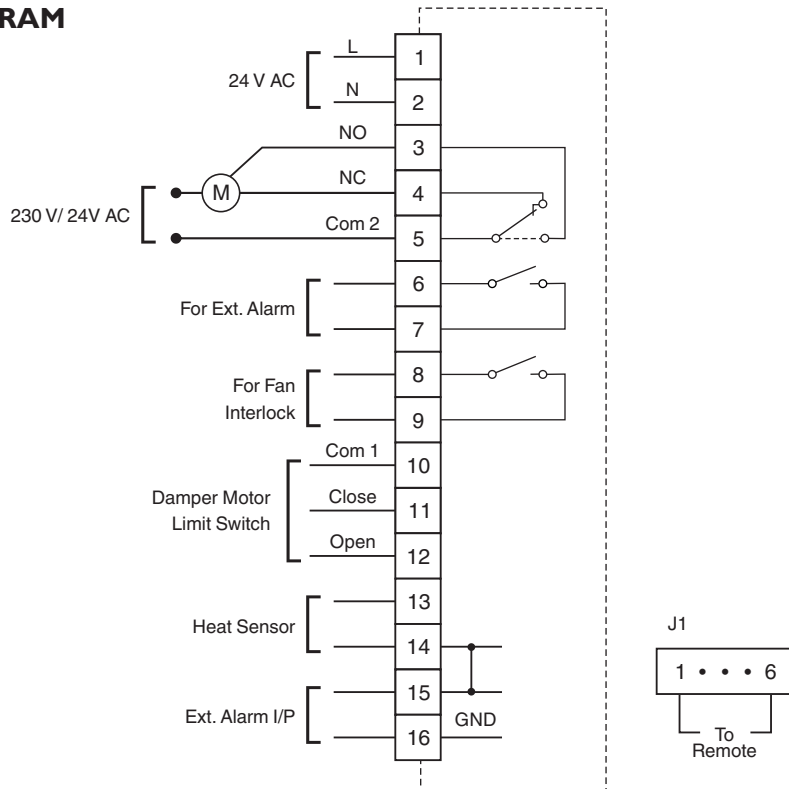 RAM
L
24 V AC
N
NO
NC
M
230 V/ 24V AC
Com 2
For Ext. Alarm
For Fan
Interlock
Com 1
Damper Motor
Limit Switch
Close
Open
Heat Sensor
Ext. Alarm I/P
GND
1
2
3
4
5
6
7
8
9
10
11
12
13
14
15
16
J1
1 • • • 6
To
Remote